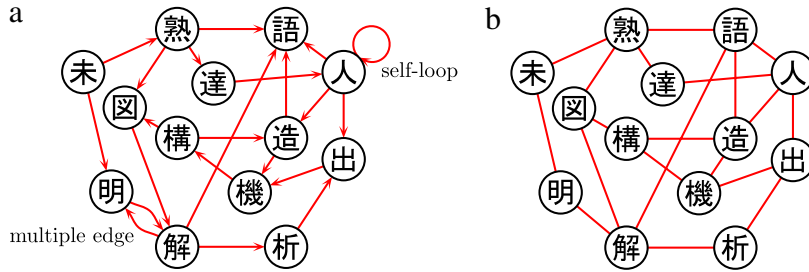 a
熟
語
未
達
人
self-loop
図
構
造
出
明
機
multiple edge
解
析
b
熟
語
未
達
人
図
構
造
出
明
機
解
析